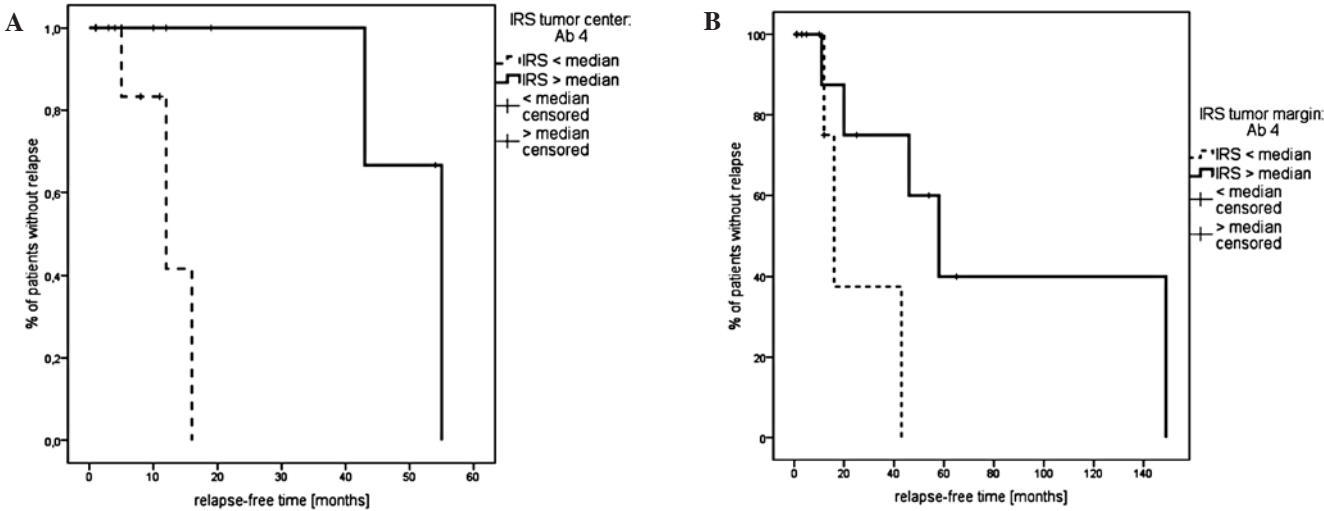 A
% of patients without relapse
1,0
0,8
0,6
0,4
0,2
0,0
0 10 20 30 40 50 60
relapse-free time [months]
IRS tumor center:
Ab 4
IRS < median
IRS > median
< median
censored
> median
censored
B
% of patients without relapse
100
80
60
40
20
0
0 20 40 60 80 100 120 140
relapse-free time [months]
IRS tumor margin:
Ab 4
IRS < median
IRS > median
< median
censored
> median
censored